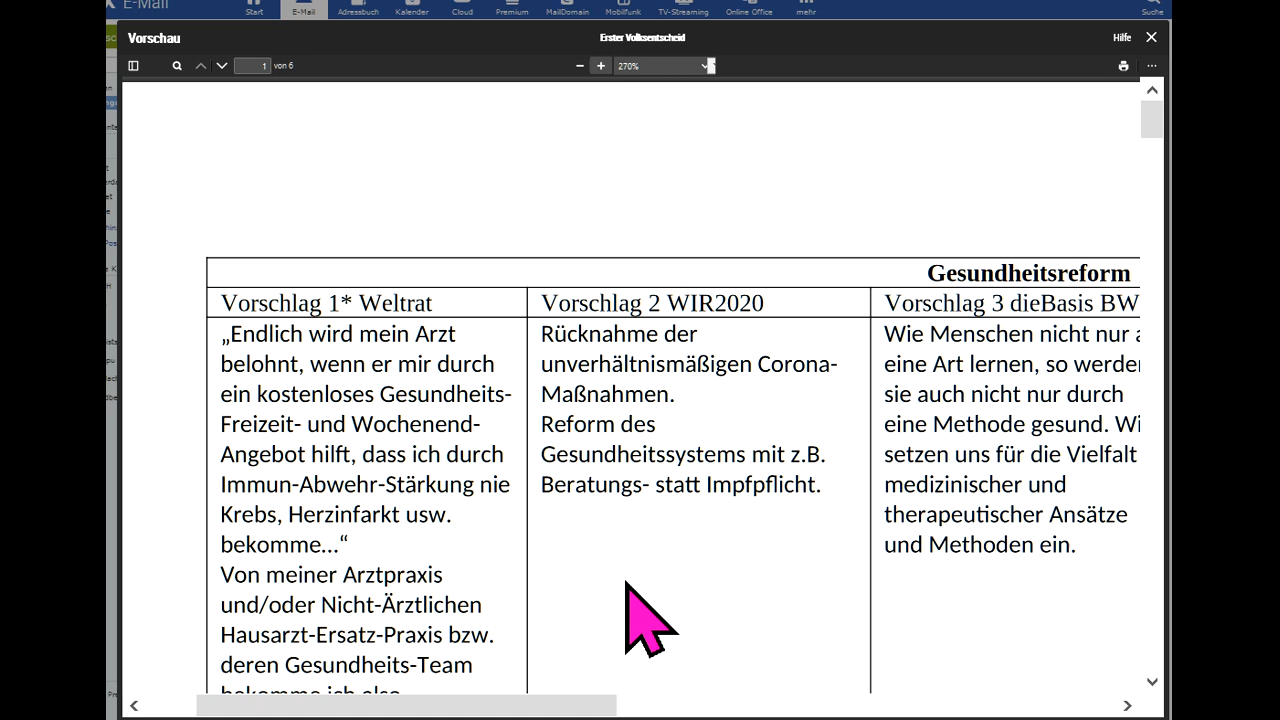 E-Mail
Start E-Mail Adressbuch Kalender Cloud Premium MailDomain Mobilfunk TV-Streaming Online Office mehr Suche
Vorschau Erster Volksentscheid Hilfe
1 von 6 270%
Gesundheitsreform
Vorschlag 1* Weltrat
„Endlich wird mein Arzt
belohnt, wenn er mir durch
ein kostenloses Gesundheits-
Freizeit- und Wochenend-
Angebot hilft, dass ich durch
Immun-Abwehr-Stärkung nie
Krebs, Herzinfarkt usw.
bekomme...“
Von meiner Arztpraxis
und/oder Nicht-Ärztlichen
Hausarzt-Ersatz-Praxis bzw.
deren Gesundheits-Team
bekomme ich also
Vorschlag 2 WIR2020
Rücknahme der
unverhältnismäßigen Corona-
Maßnahmen.
Reform des
Gesundheitssystems mit z.B.
Beratungs- statt Impfpflicht.
Vorschlag 3 dieBasis BW
Wie Menschen nicht nur
eine Art lernen, so
sie auch nicht nur durch
eine Methode gesund.
setzen uns für die Vielfalt
medizinischer und
therapeutischer Ansätze
und Methoden ein.